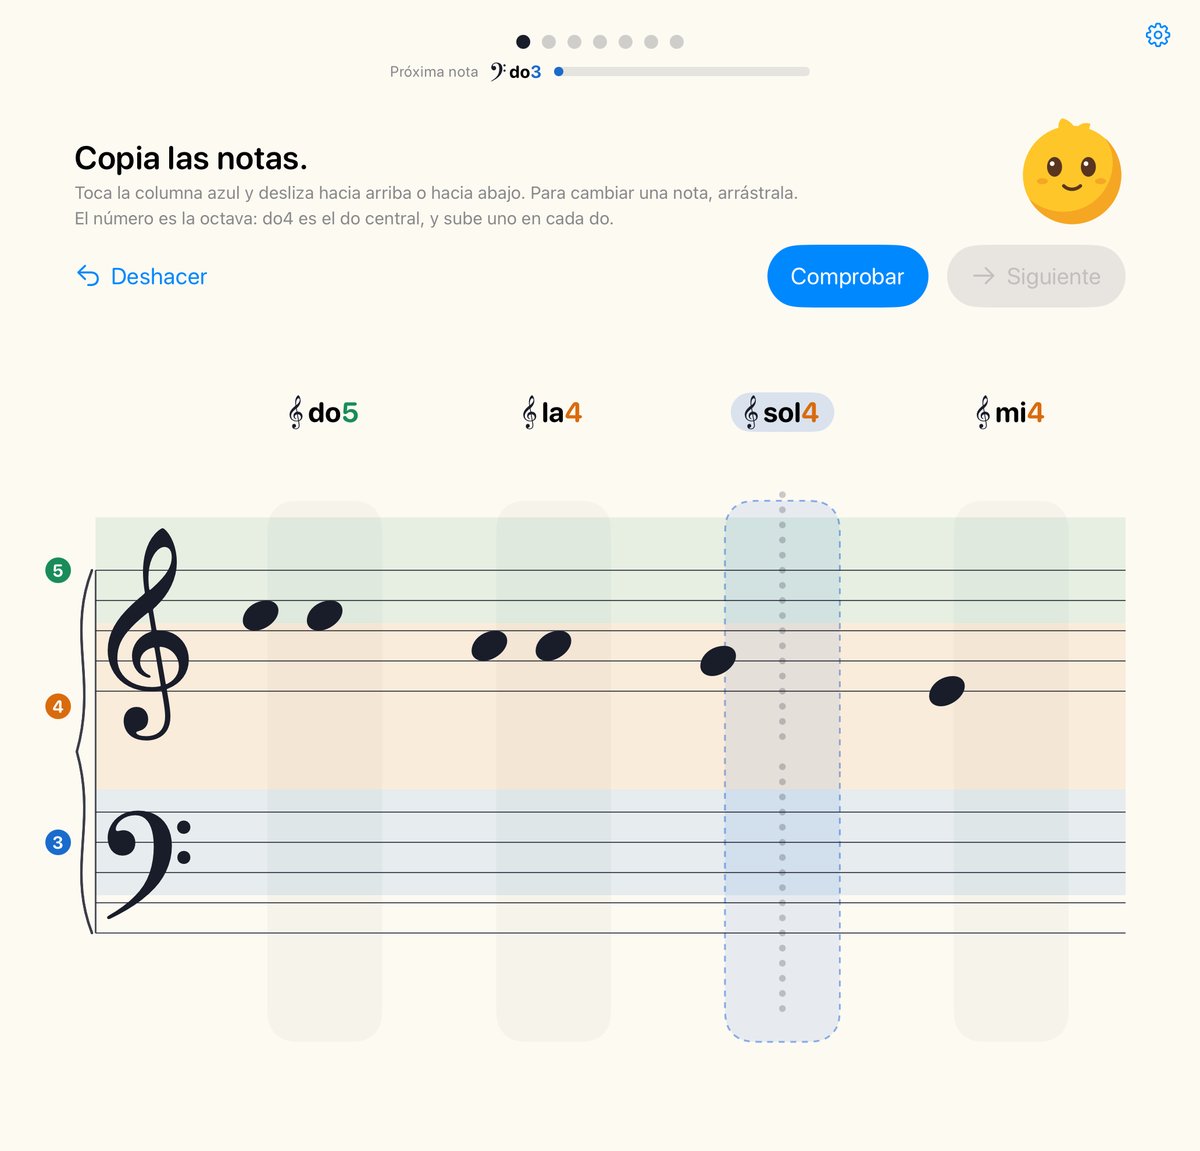 Próxima nota do3
Copia las notas.
Toca la columna azul y desliza hacia arriba o hacia abajo. Para cambiar una nota, arrástrala.
El número es la octava: do4 es el do central, y sube uno en cada do.
Deshacer
Comprobar
Siguiente
do5 la4 sol4 mi4
5
4
3